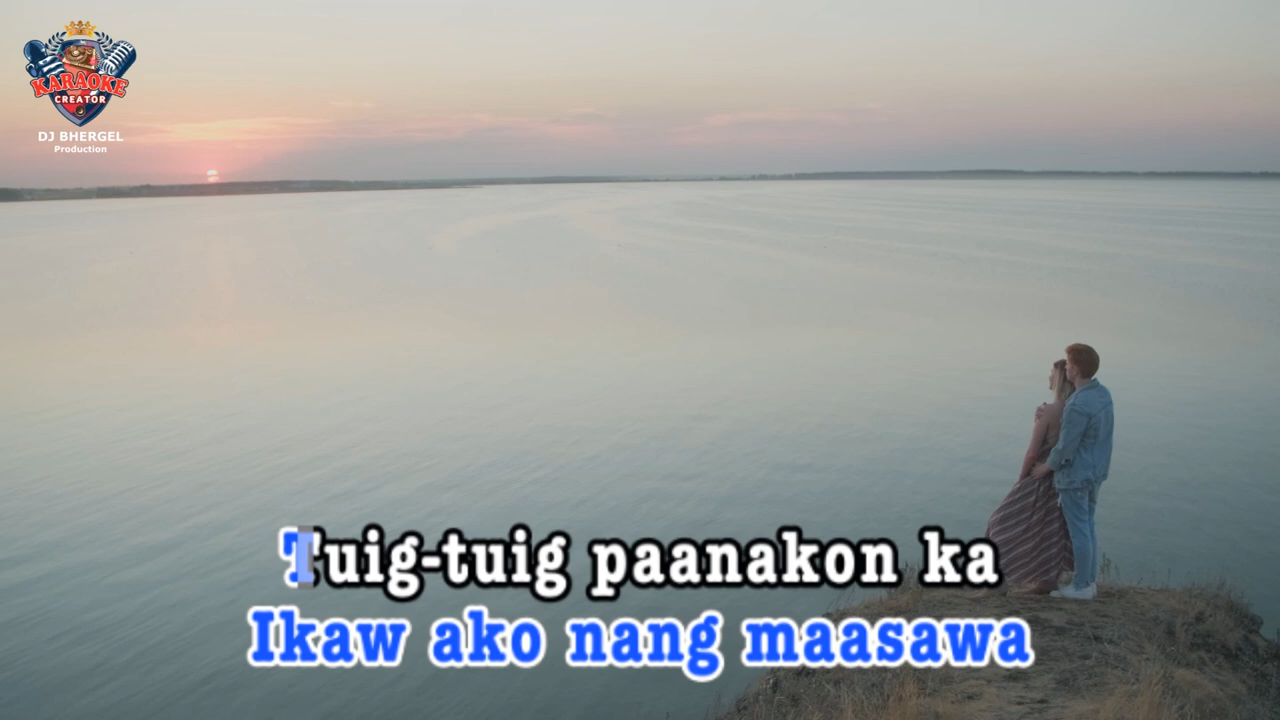 KARAOKE
CREATOR
DJ BHERGEL
Production
Tuig-tuig paanakon ka
Ikaw ako nang maasawa